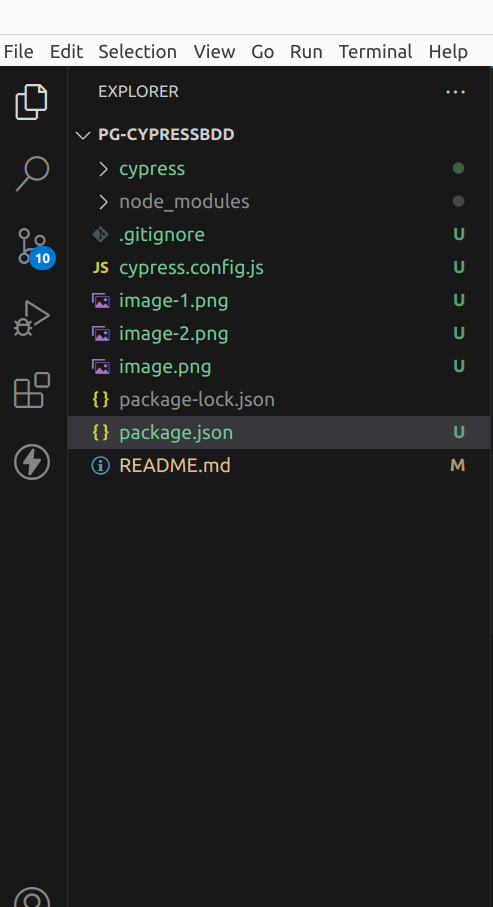 File Edit Selection View Go Run Terminal Help
EXPLORER ...
PG-CYPRESSBDD
cypress
node_modules
.gitignore U
10
JS cypress.config.js U
image-1.png U
image-2.png U
image.png U
{ } package-lock.json
{ } package.json U
README.md M